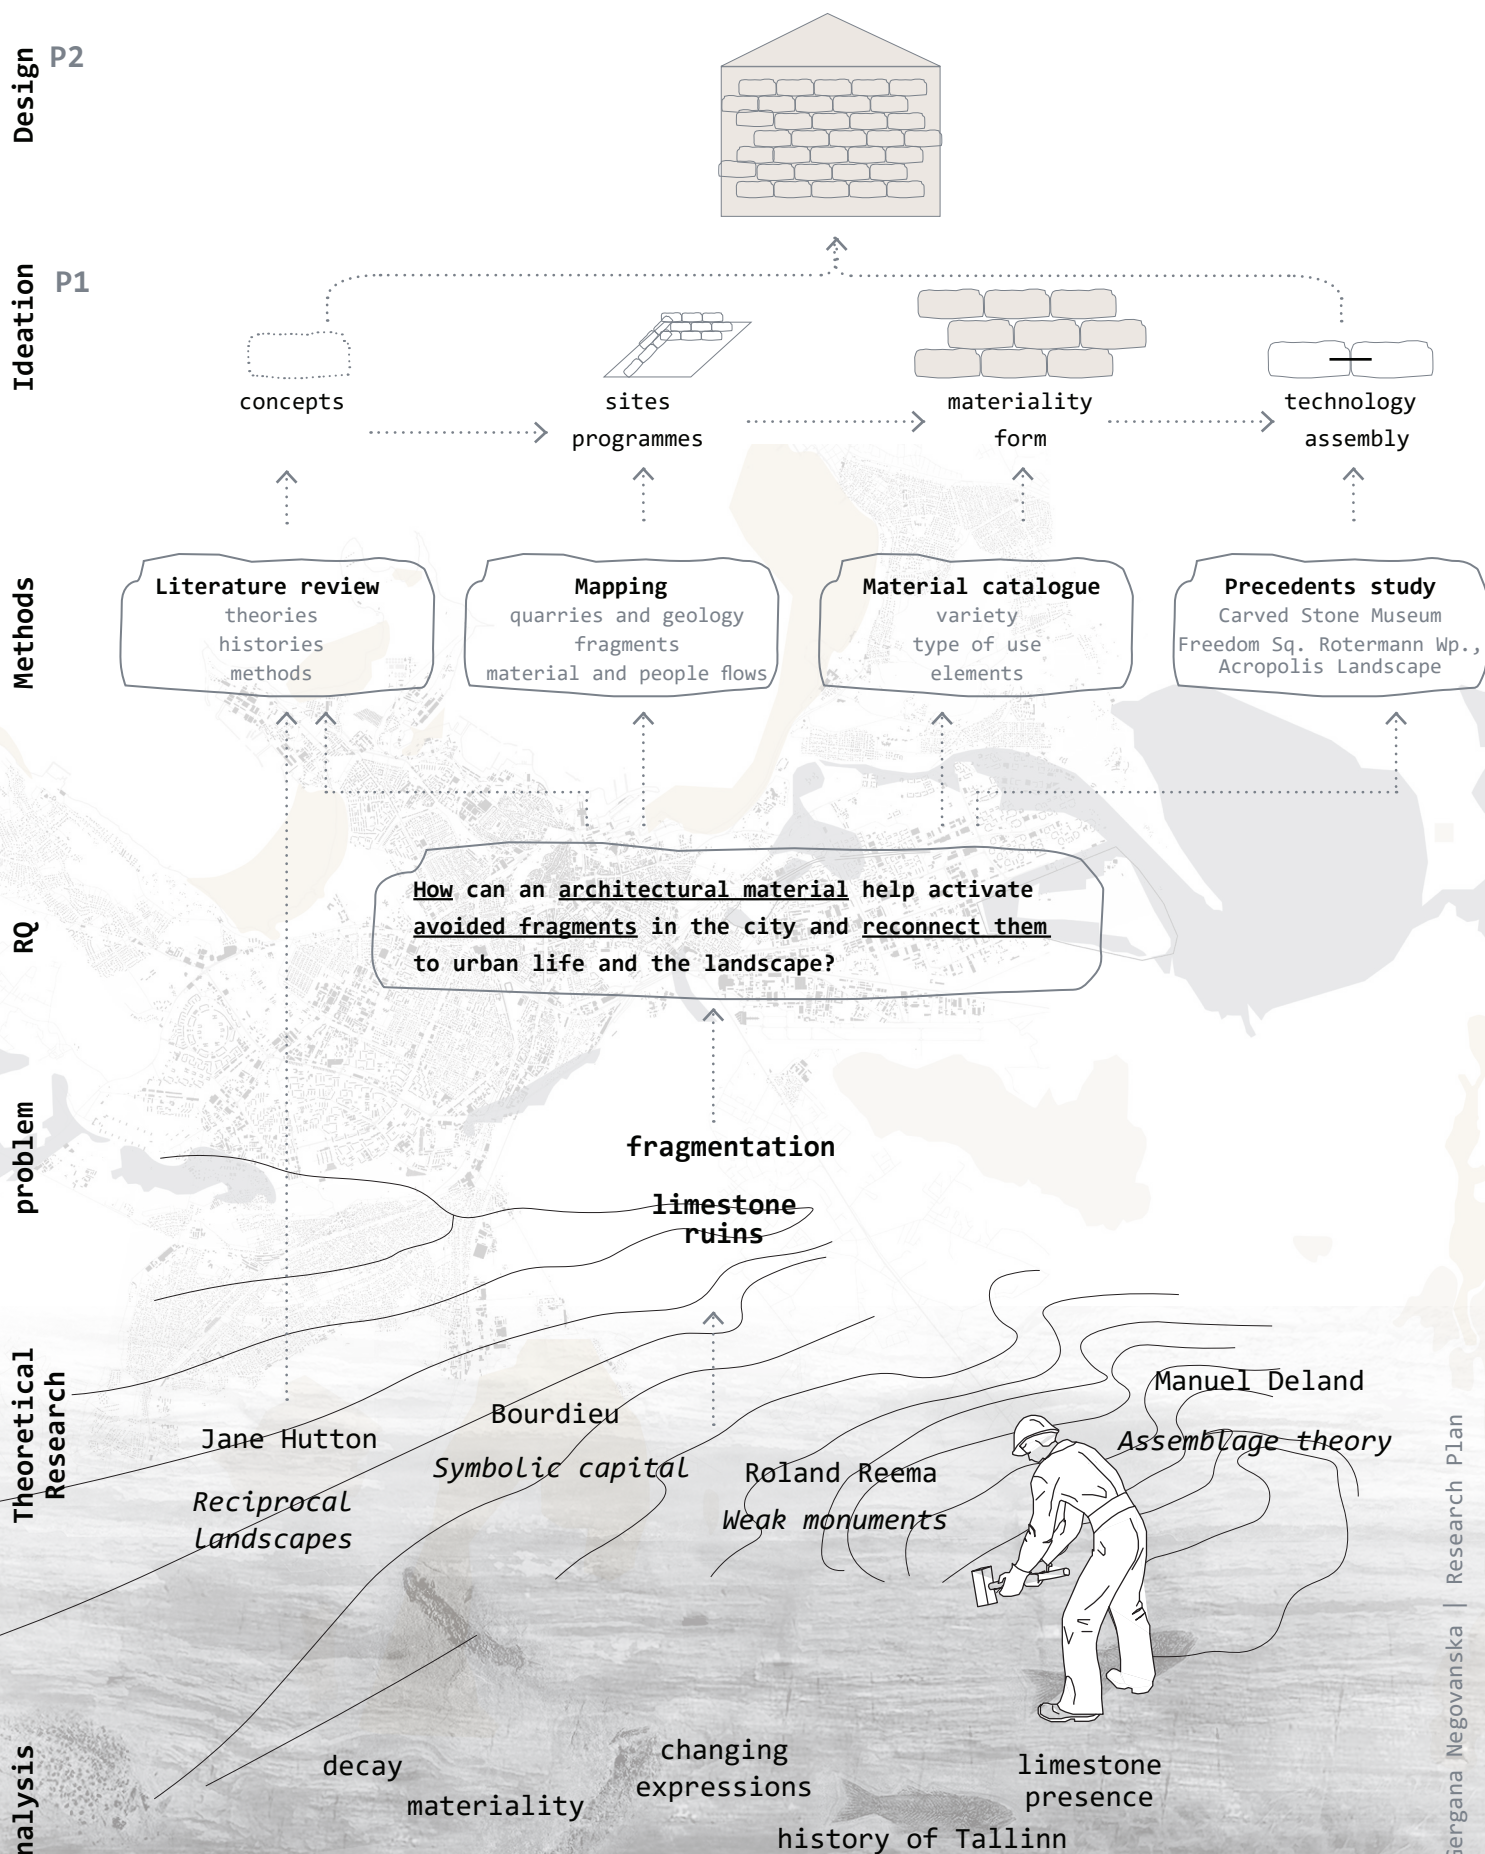 Design
P2
Ideation
P1
concepts
sites
programmes
materiality
form
technology
assembly
Methods
Literature review
theories
histories
methods
Mapping
quarries and geology
fragments
material and people flows
Material catalogue
variety
type of use
elements
Precedents study
Carved Stone Museum
Freedom Sq. Rotermann Wp.,
Acropolis Landscape
RQ
How can an architectural material help activate
avoided fragments in the city and reconnect them
to urban life and the landscape?
problem
fragmentation
limestone
ruins
Theoretical
Research
Jane Hutton
Reciprocal
Landscapes
Bourdieu
Symbolic capital
Roland Reema
Weak monuments
Manuel Deland
Assemblage theory
nalysis
decay
materiality
changing
expressions
limestone
presence
history of Tallinn
Gergana Negovanska | Research Plan